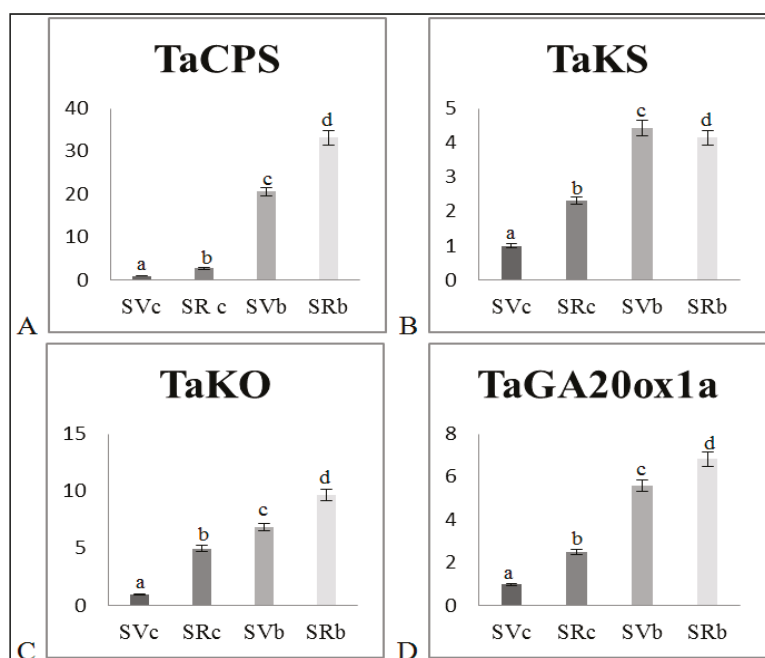 TaCPS
40
30
20
10
0
a
b
c
d
SVc SR c SVb SRb
A
TaKS
5
4
3
2
1
0
a
b
c
d
SVc SRc SVb SRb
B
TaKO
15
10
5
0
a
b
c
d
SVc SRc SVb SRb
C
TaGA20ox1a
8
6
4
2
0
a
b
c
d
SVc SRc SVb SRb
D